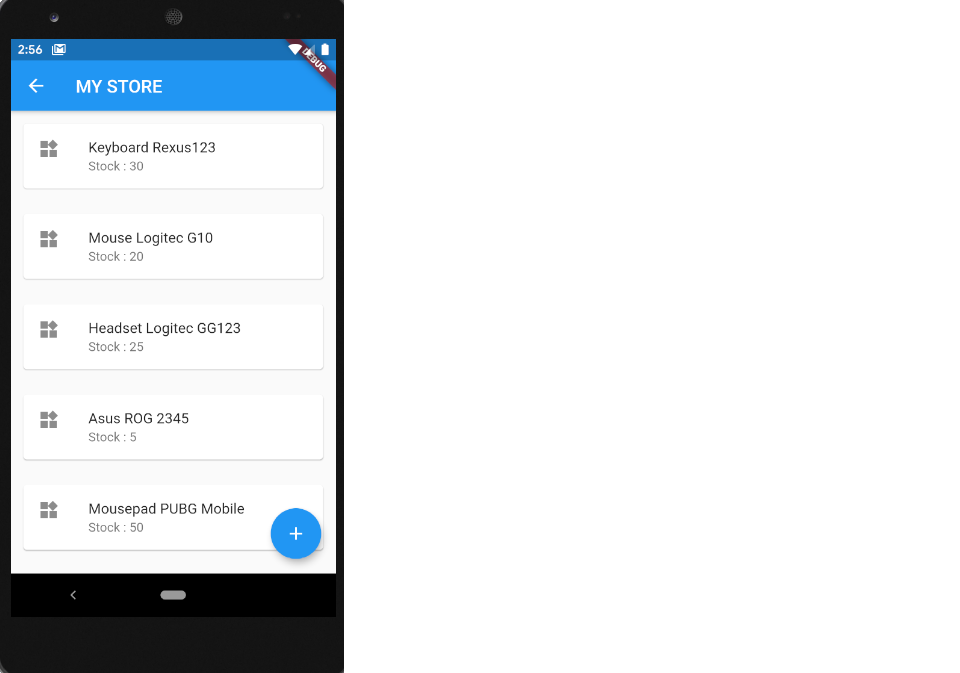 2:56
DEBUG
MY STORE
Keyboard Rexus123
Stock : 30
Mouse Logitec G10
Stock : 20
Headset Logitec GG123
Stock : 25
Asus ROG 2345
Stock : 5
Mousepad PUBG Mobile
Stock : 50